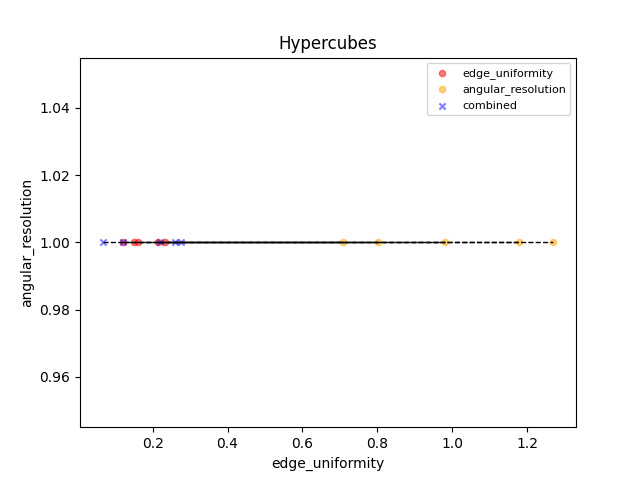 Hypercubes
edge_uniformity
angular_resolution
combined
1.04
1.02
1.00
0.98
0.96
angular_resolution
0.2
0.4
0.6
0.8
1.0
1.2
edge_uniformity